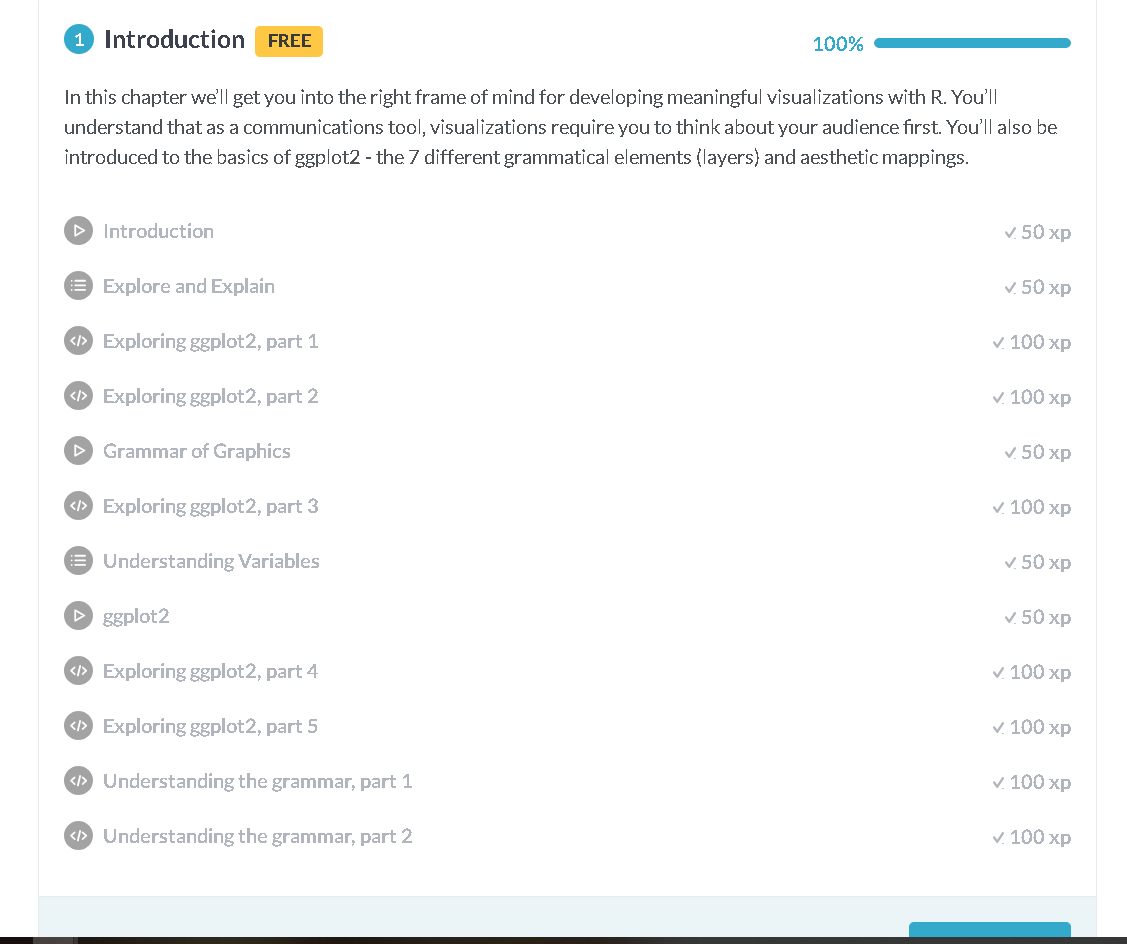 1 Introduction FREE 100%
In this chapter we'll get you into the right frame of mind for developing meaningful visualizations with R. You'll
understand that as a communications tool, visualizations require you to think about your audience first. You'll also be
introduced to the basics of ggplot2 - the 7 different grammatical elements (layers) and aesthetic mappings.
Introduction 50 xp
Explore and Explain 50 xp
Exploring ggplot2, part 1 100 xp
Exploring ggplot2, part 2 100 xp
Grammar of Graphics 50 xp
Exploring ggplot2, part 3 100 xp
Understanding Variables 50 xp
ggplot2 50 xp
Exploring ggplot2, part 4 100 xp
Exploring ggplot2, part 5 100 xp
Understanding the grammar, part 1 100 xp
Understanding the grammar, part 2 100 xp